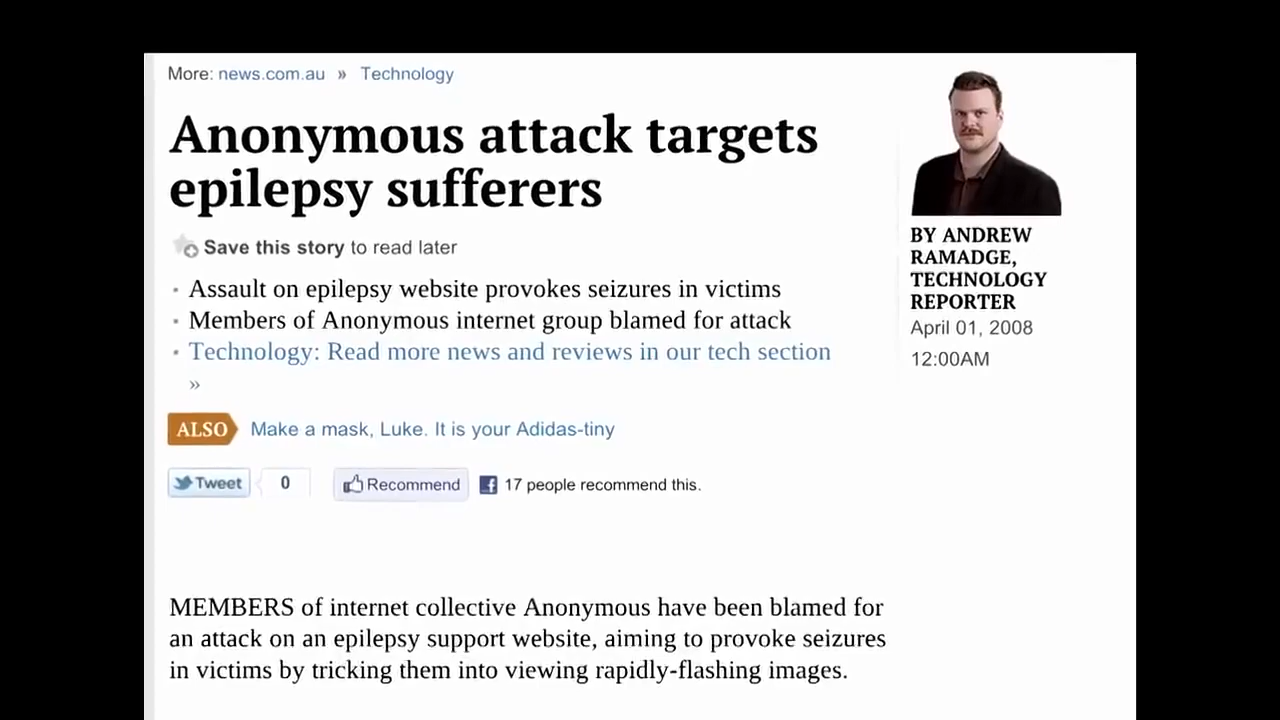 More: news.com.au » Technology
Anonymous attack targets
epilepsy sufferers
Save this story to read later
• Assault on epilepsy website provokes seizures in victims
• Members of Anonymous internet group blamed for attack
• Technology: Read more news and reviews in our tech section
»
ALSO Make a mask, Luke. It is your Adidas-tiny
Tweet 0 Recommend 17 people recommend this.
BY ANDREW
RAMADGE,
TECHNOLOGY
REPORTER
April 01, 2008
12:00AM
MEMBERS of internet collective Anonymous have been blamed for
an attack on an epilepsy support website, aiming to provoke seizures
in victims by tricking them into viewing rapidly-flashing images.